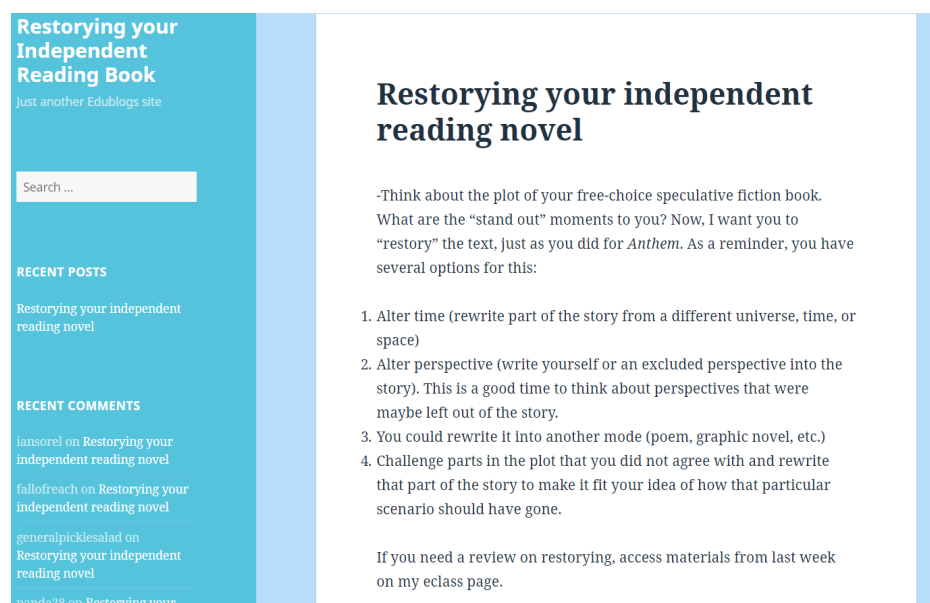 Restorying your
Independent
Reading Book
Just another Edublogs site
Search ...
RECENT POSTS
Restorying your independent
reading novel
RECENT COMMENTS
iansorel on Restorying your
independent reading novel
fallofreach on Restorying your
independent reading novel
generalpicklesalad on
Restorying your independent
reading novel
panda28 on Restorying your
Restorying your independent
reading novel
-Think about the plot of your free-choice speculative fiction book.
What are the “stand out” moments to you? Now, I want you to
“restory” the text, just as you did for Anthem. As a reminder, you have
several options for this:
1. Alter time (rewrite part of the story from a different universe, time, or
space)
2. Alter perspective (write yourself or an excluded perspective into the
story). This is a good time to think about perspectives that were
maybe left out of the story.
3. You could rewrite it into another mode (poem, graphic novel, etc.)
4. Challenge parts in the plot that you did not agree with and rewrite
that part of the story to make it fit your idea of how that particular
scenario should have gone.
If you need a review on restorying, access materials from last week
on my eclass page.